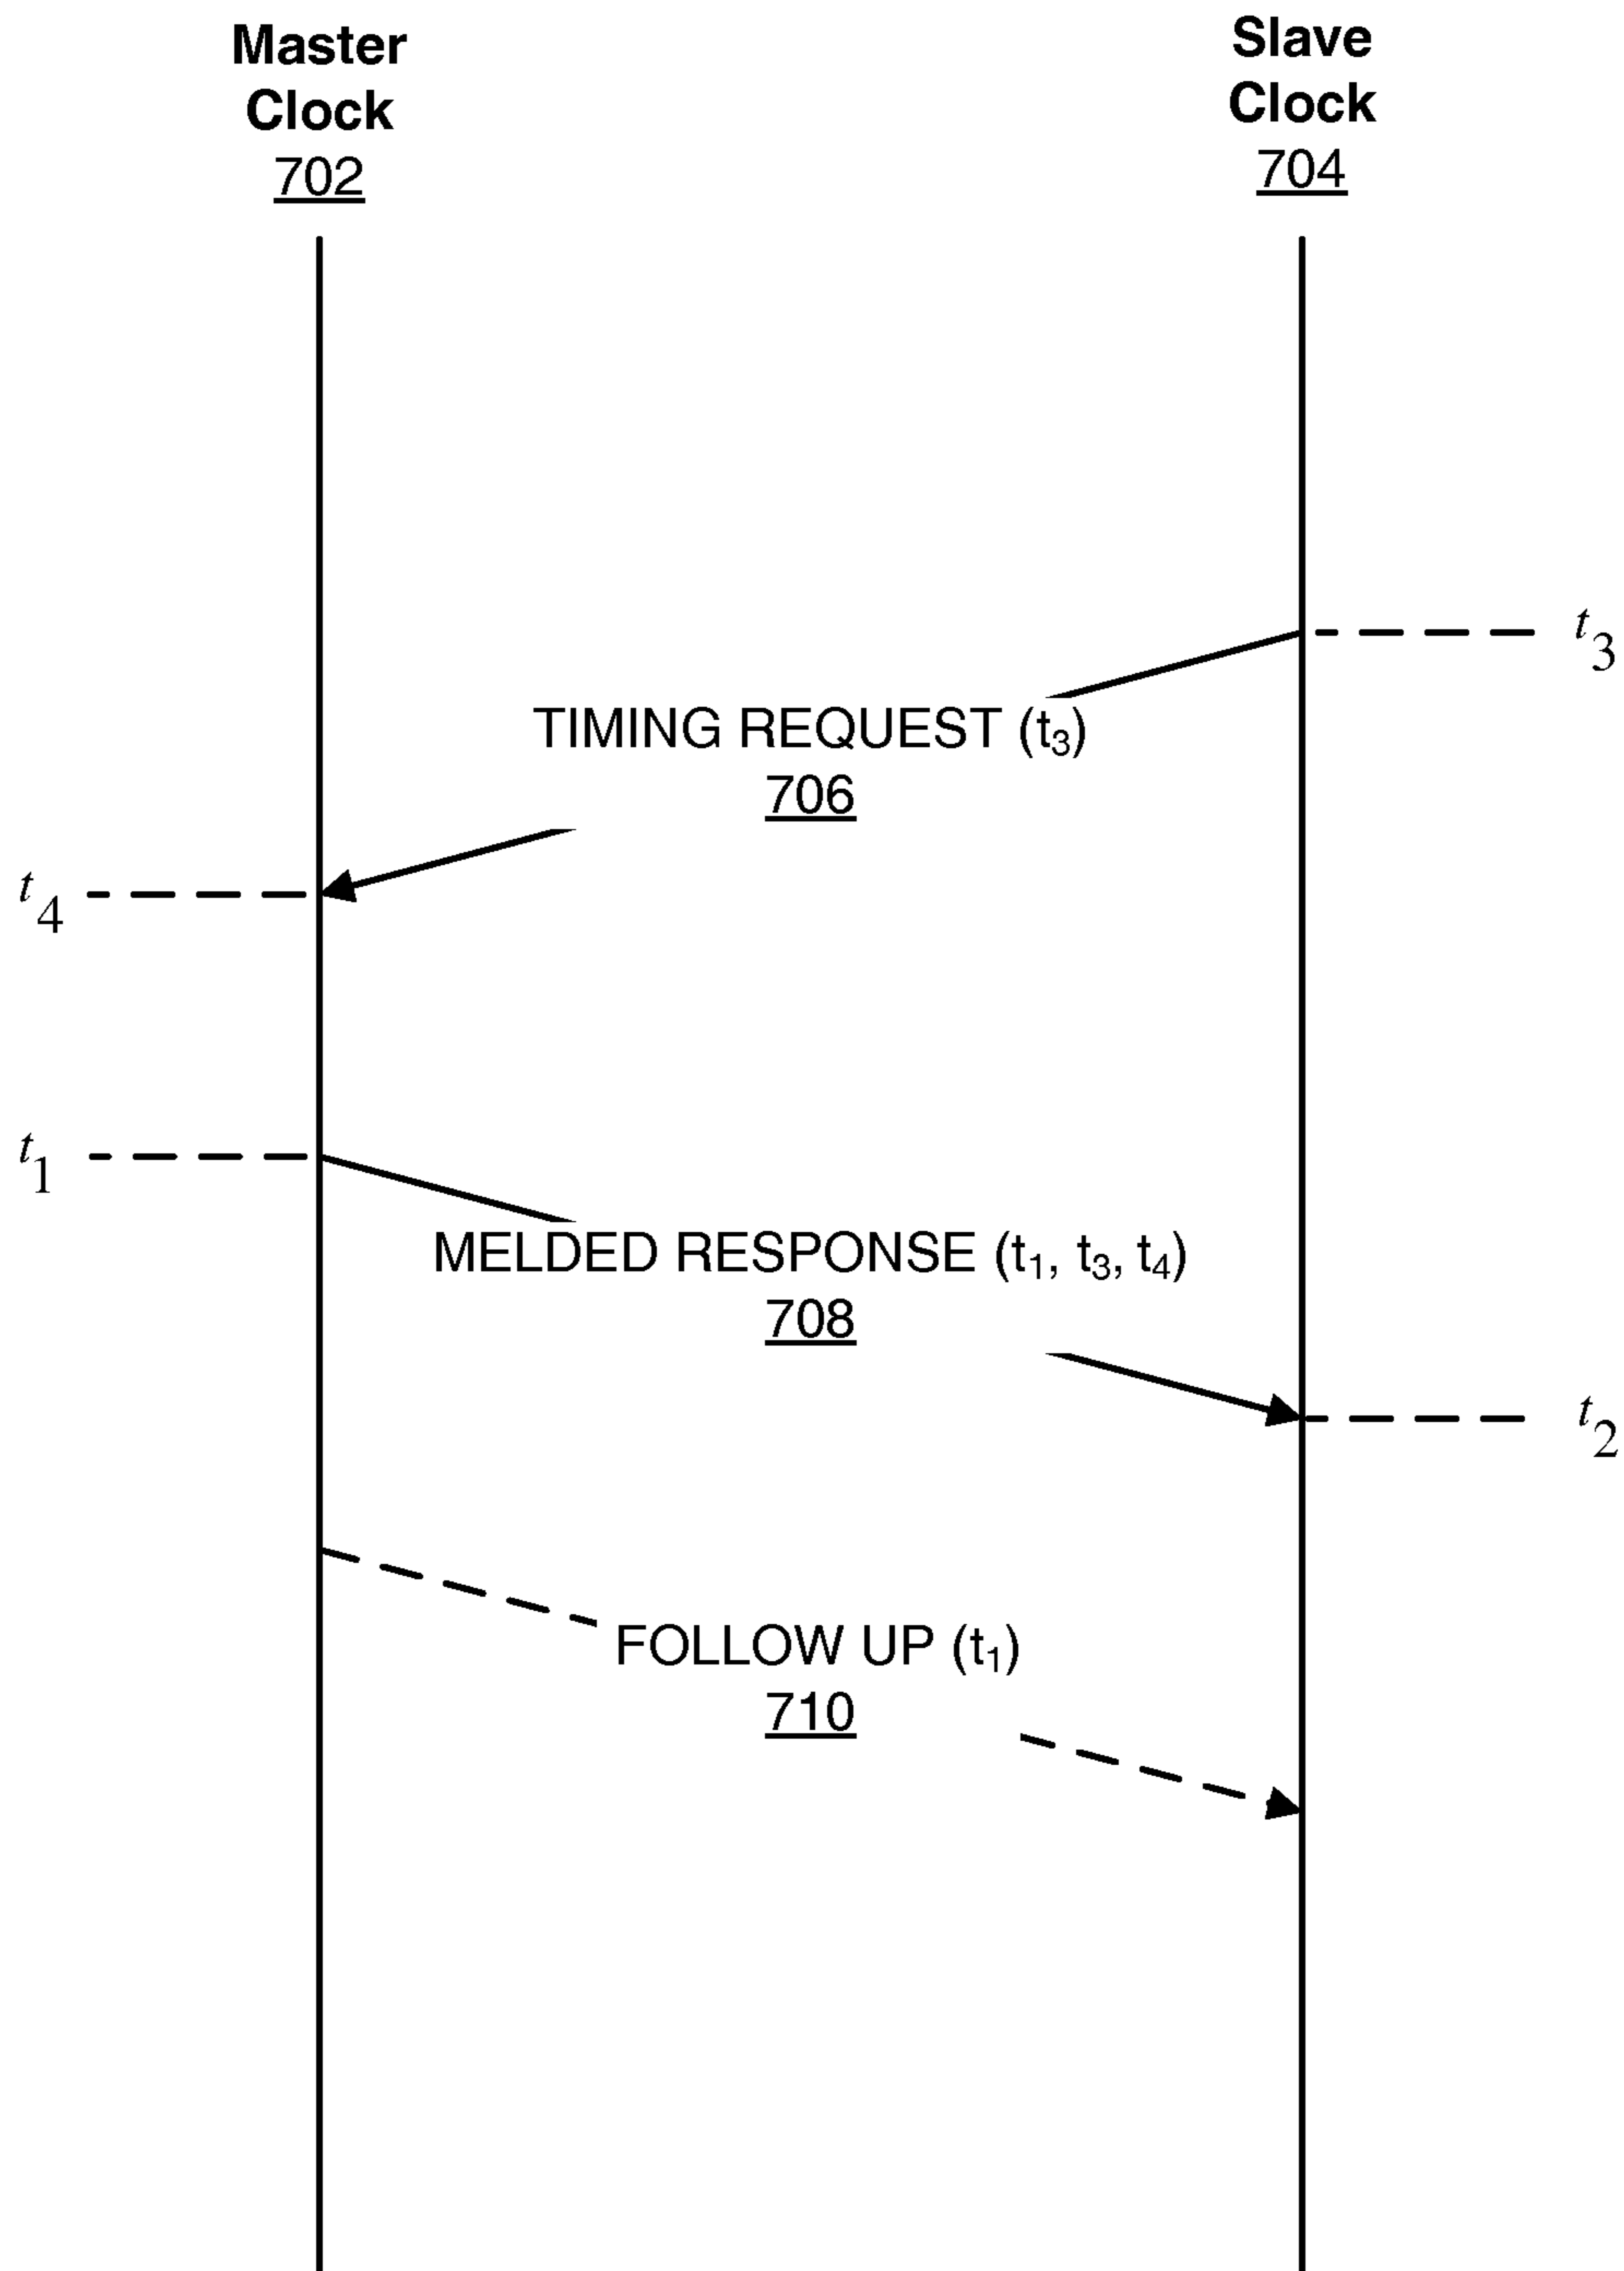 Master
Clock
702
Slave
Clock
704
t3
TIMING REQUEST (t3)
706
t4
t1
MELDED RESPONSE (t1, t3, t4)
708
t2
FOLLOW UP (t1)
710